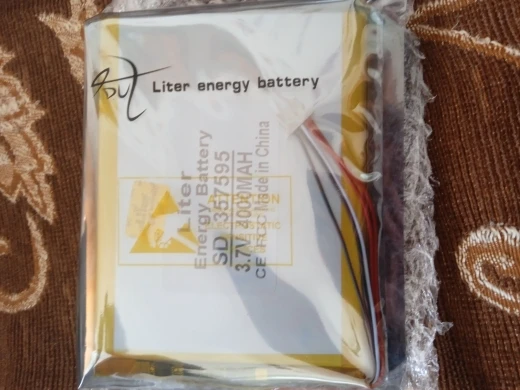 Liter energy battery
Liter
Energy Battery
SD 357595
3.7V 4000MAH
CE FCC Made in China